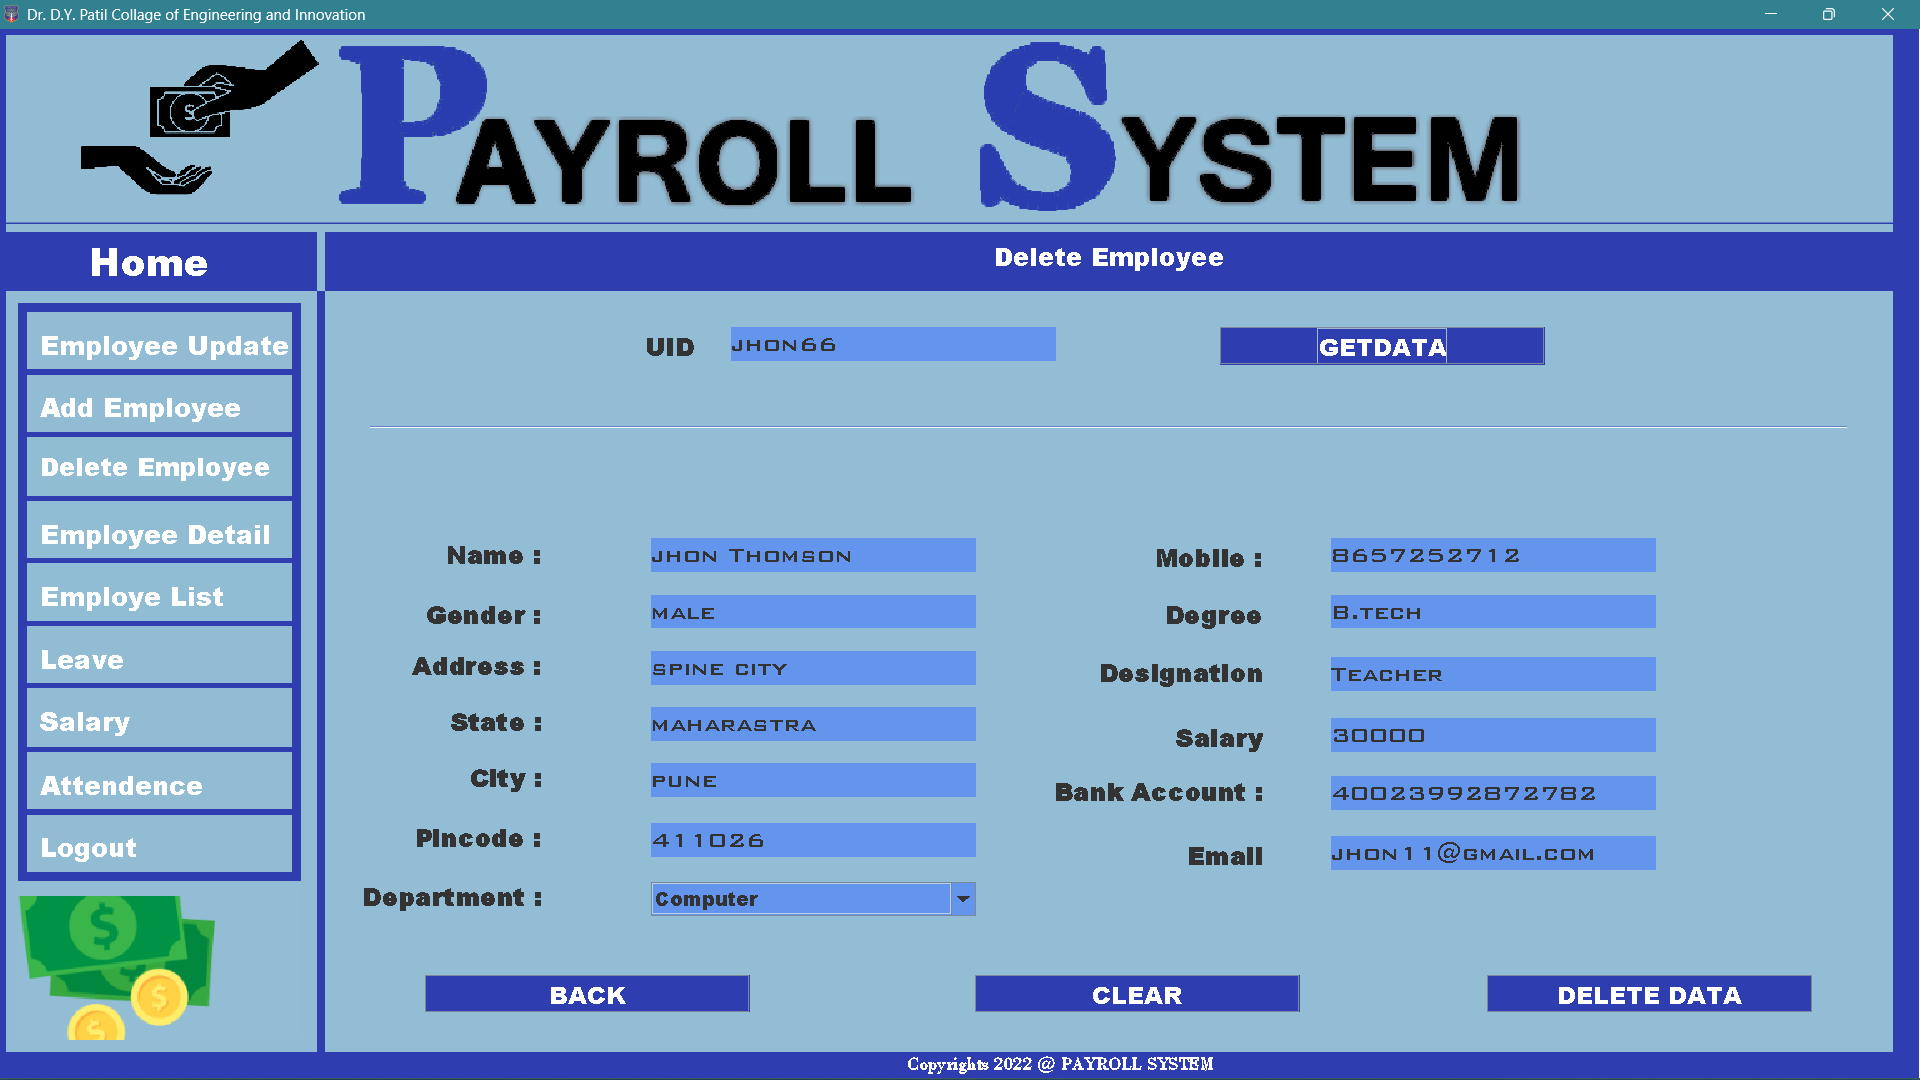 Dr. D.Y. Patil Collage of Engineering and Innovation
PAYROLL SYSTEM
Home
Delete Employee
Employee Update
Add Employee
Delete Employee
Employee Detail
Employe List
Leave
Salary
Attendence
Logout
UID JHON66 GETDATA
Name : JHON THOMSON Mobile : 8657252712
Gender : MALE Degree B.TECH
Address : SPINE CITY Designation TEACHER
State : MAHARASTRA Salary 30000
City : PUNE Bank Account : 40023992872782
Pincode : 411026 Email JHON11@GMAIL.COM
Department : Computer
BACK CLEAR DELETE DATA
Copyrights 2022 @ PAYROLL SYSTEM